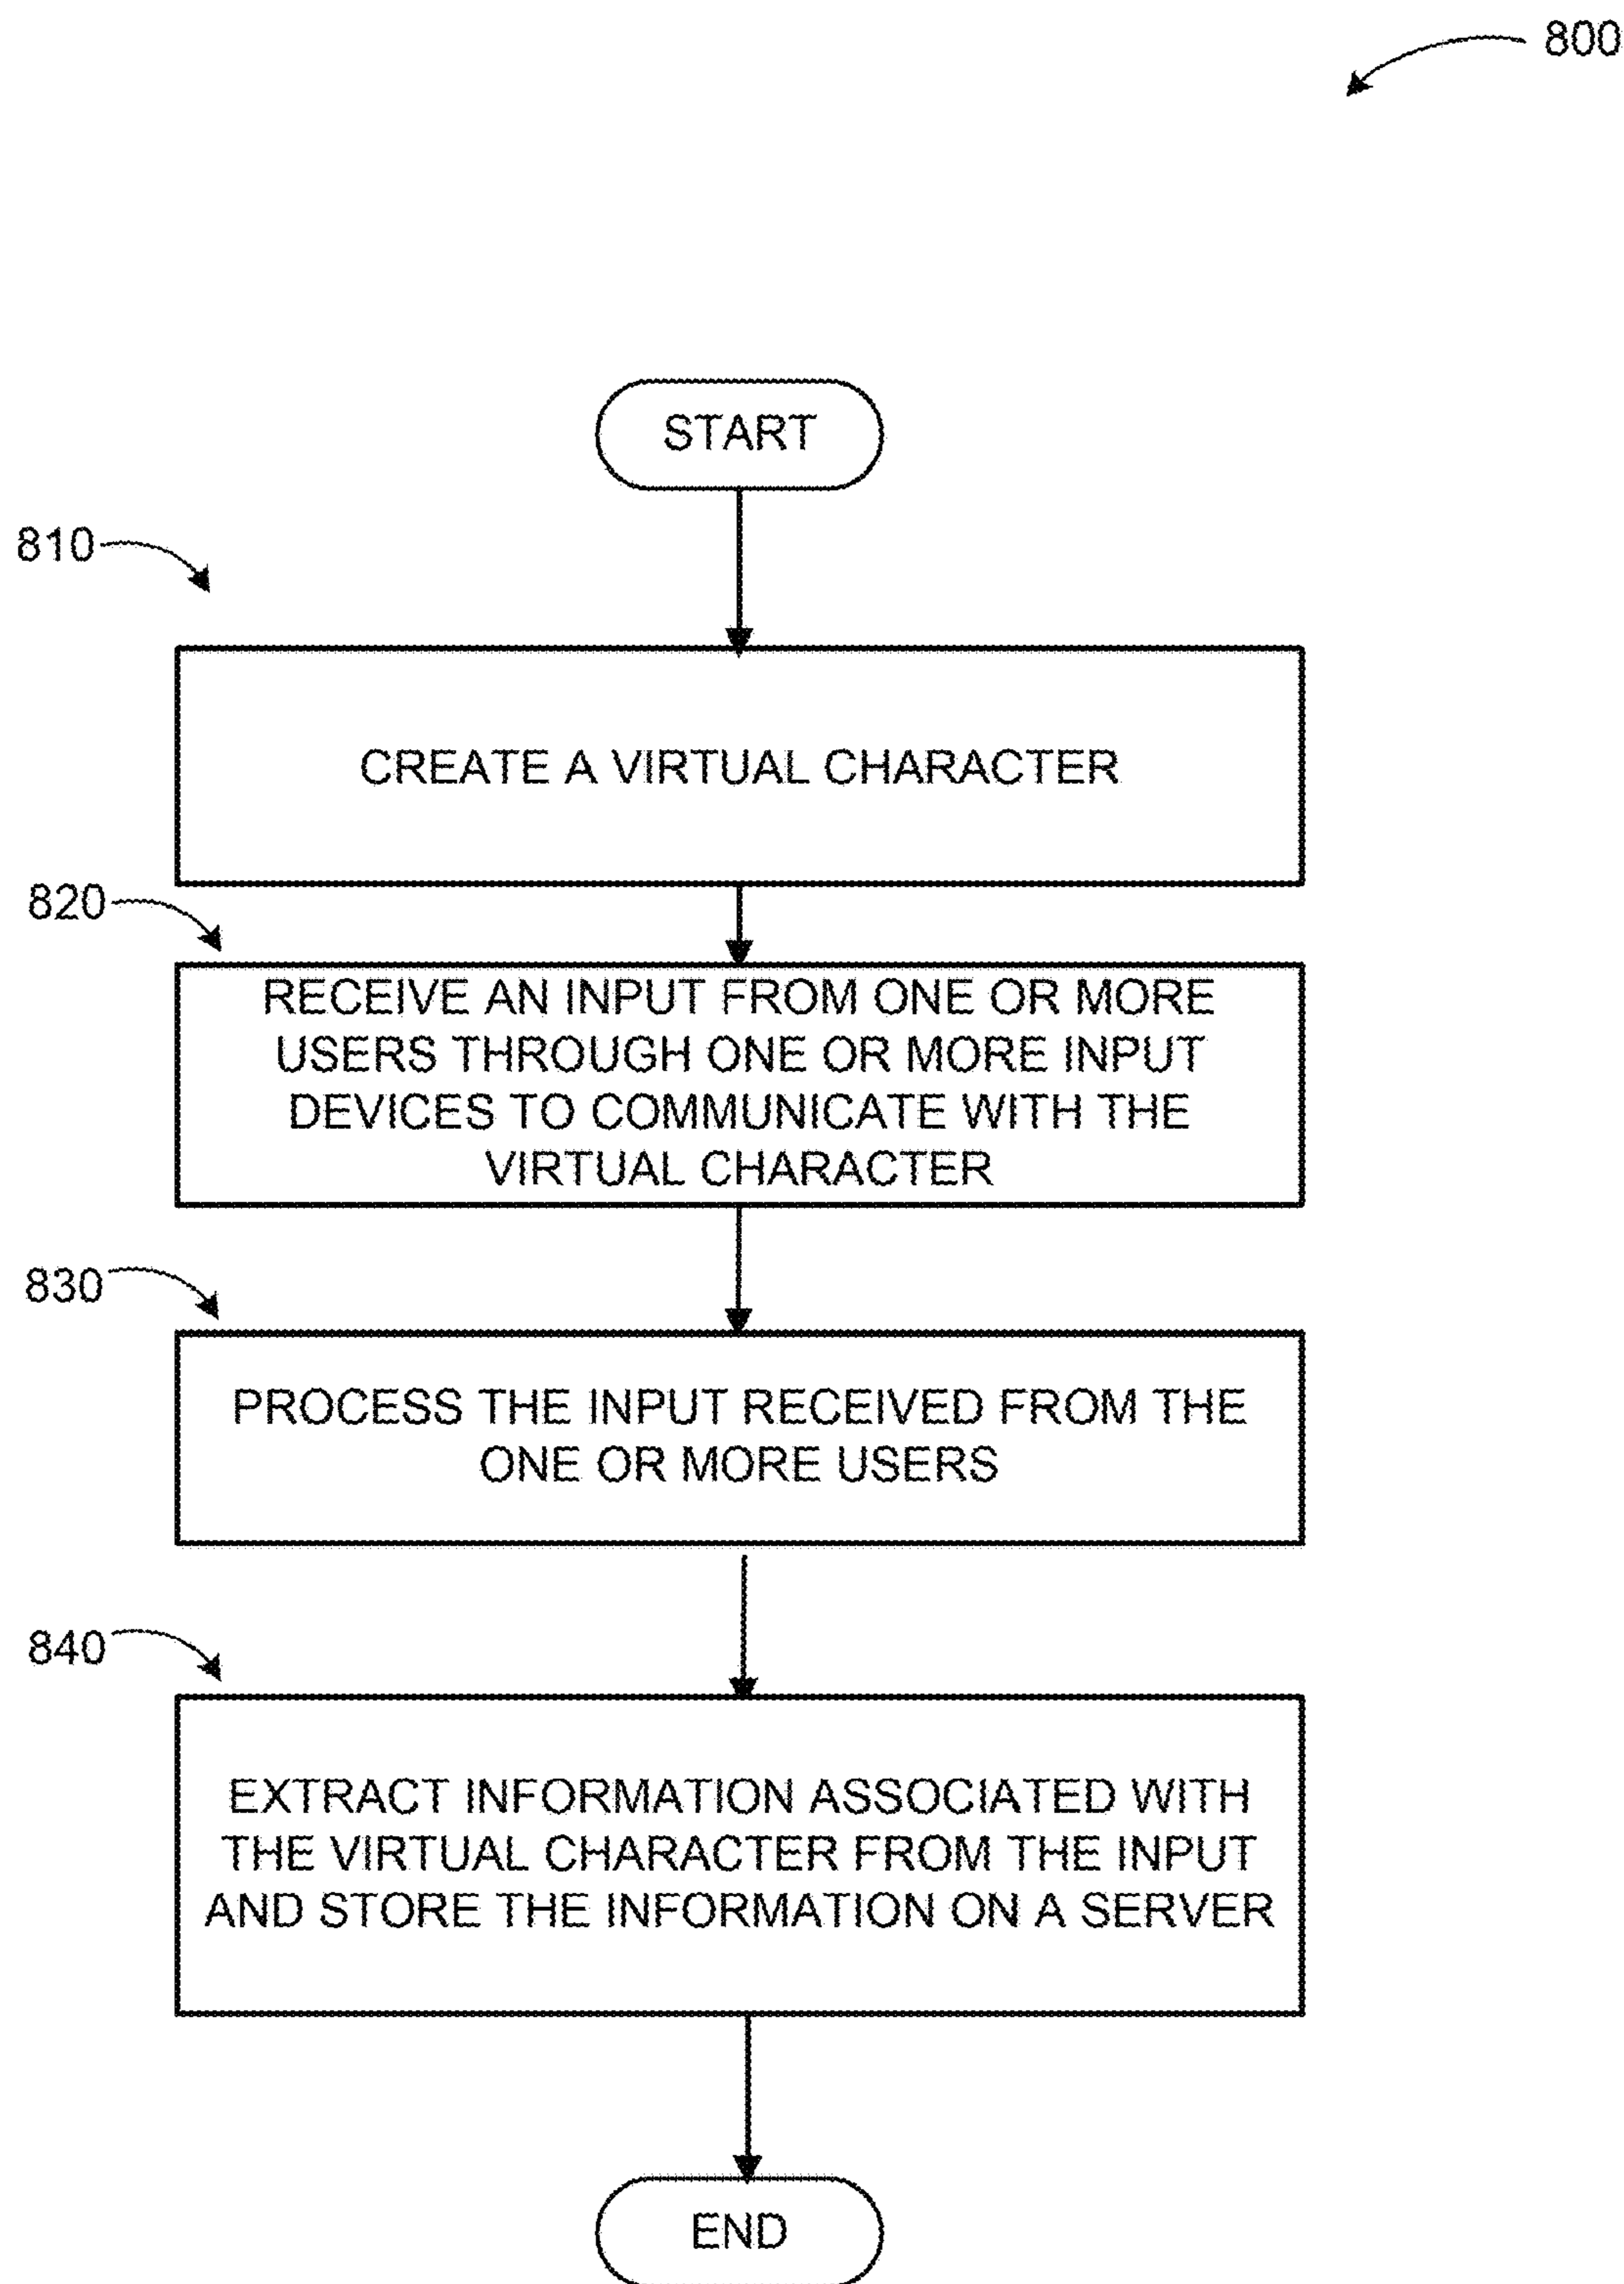 800
START
810
CREATE A VIRTUAL CHARACTER
820
RECEIVE AN INPUT FROM ONE OR MORE
USERS THROUGH ONE OR MORE INPUT
DEVICES TO COMMUNICATE WITH THE
VIRTUAL CHARACTER
830
PROCESS THE INPUT RECEIVED FROM THE
ONE OR MORE USERS
840
EXTRACT INFORMATION ASSOCIATED WITH
THE VIRTUAL CHARACTER FROM THE INPUT
AND STORE THE INFORMATION ON A SERVER
END